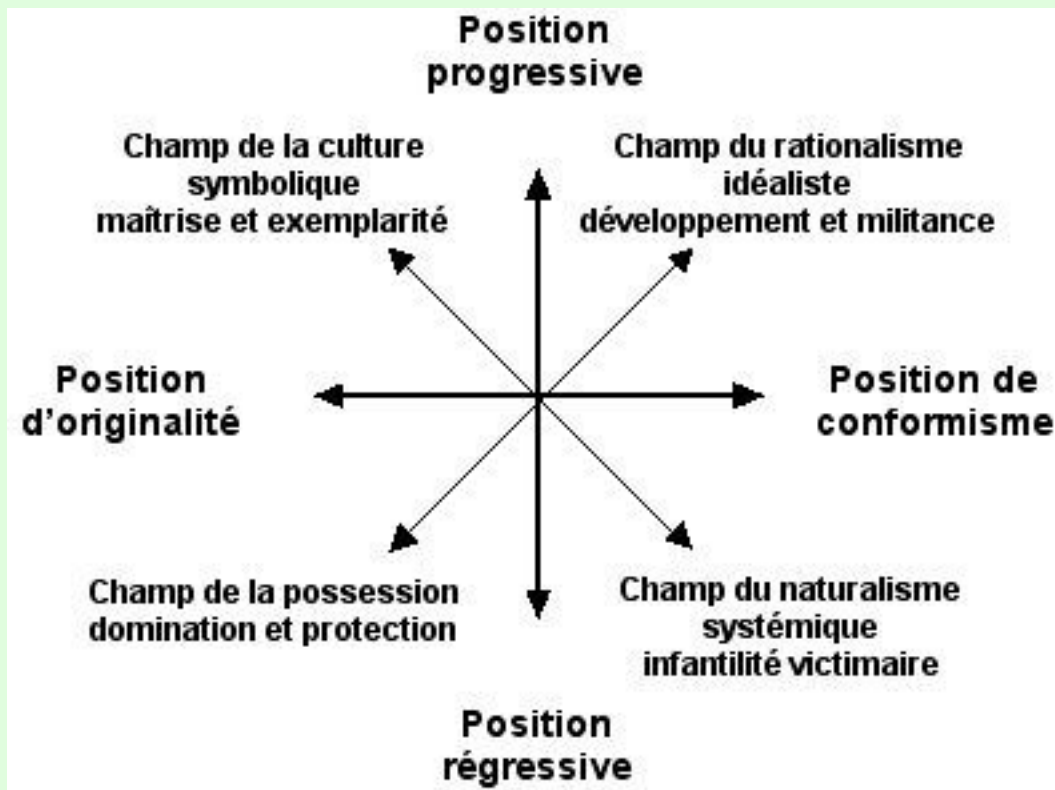 Position
progressive
Champ de la culture
symbolique
maîtrise et exemplarité
Champ du rationalisme
idéaliste
développement et militance
Position
d’originalité
Position de
conformisme
Champ de la possession
domination et protection
Champ du naturalisme
systémique
infantilité victimaire
Position
régressive